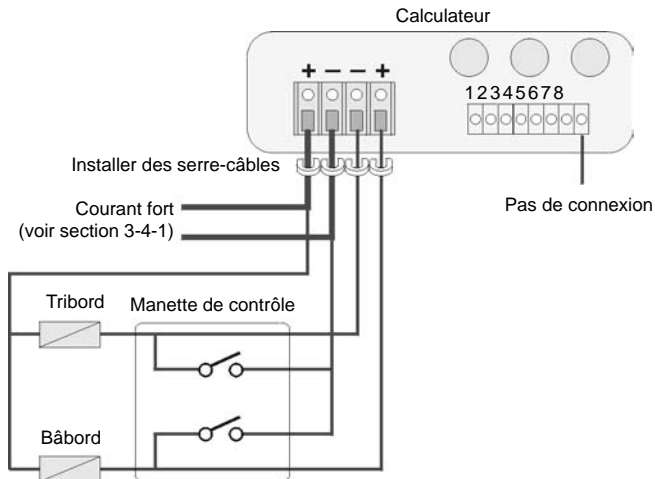 Calculateur
+ − − +
12345678
Installer des serre-câbles
Courant fort
(voir section 3-4-1)
Pas de connexion
Tribord
Manette de contrôle
Bâbord